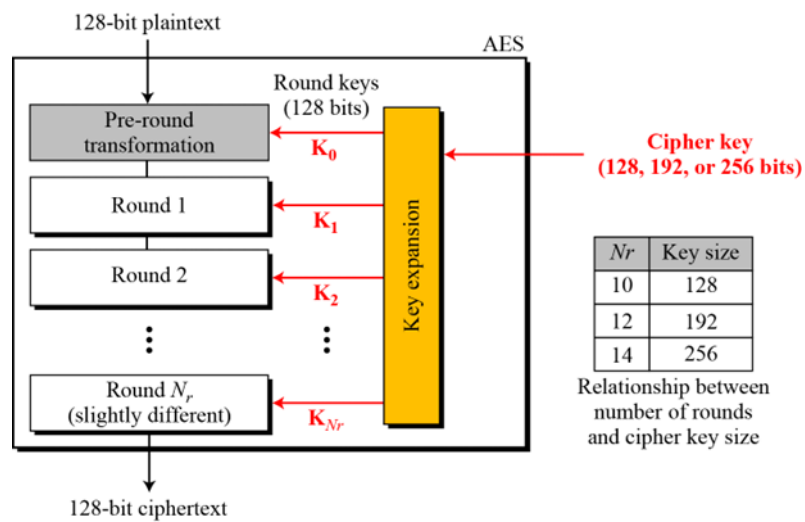 128-bit plaintext
AES
Round keys
(128 bits)
Pre-round
transformation
K0
Cipher key
(128, 192, or 256 bits)
Round 1
K1
Round 2
K2
Key expansion
Nr Key size
10 128
12 192
14 256
Relationship between
number of rounds
and cipher key size
Round Nr
(slightly different)
KNr
128-bit ciphertext